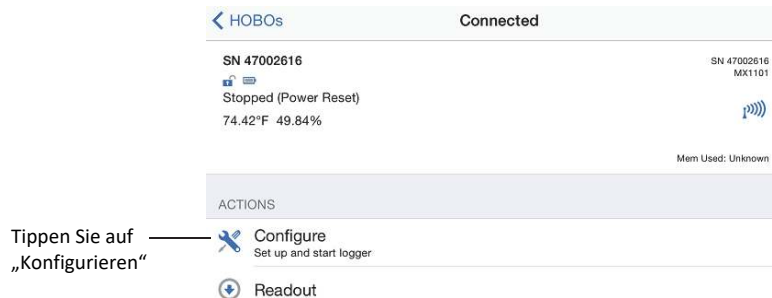 HOBOs
Connected
SN 47002616
SN 47002616
MX1101
Stopped (Power Reset)
74.42°F 49.84%
Mem Used: Unknown
ACTIONS
Tippen Sie auf
„Konfigurieren“
Configure
Set up and start logger
Readout